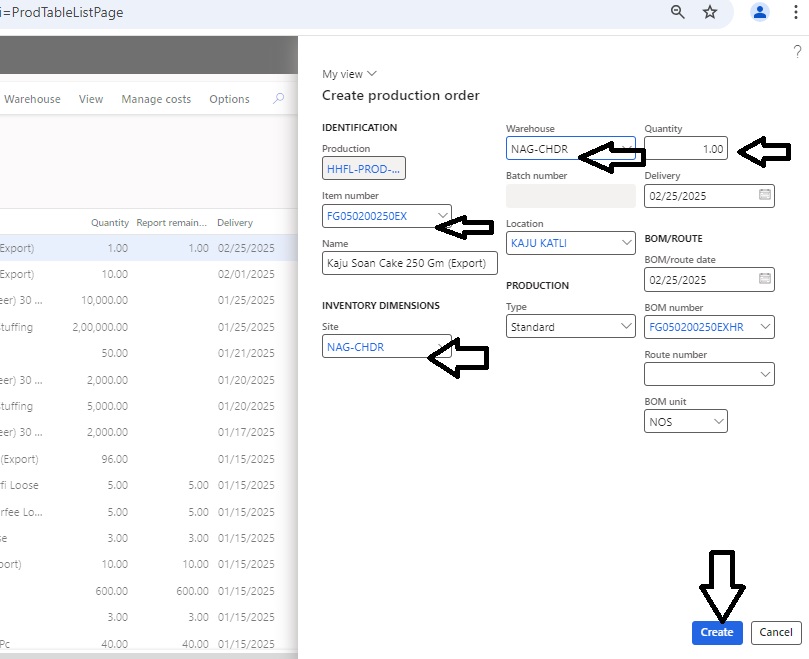 i=ProdTableListPage
?
My view
Create production order
Warehouse View Manage costs Options
IDENTIFICATION
Production
HHFL-PROD-...
Item number
FG050200250EX
Name
Kaju Soan Cake 250 Gm (Export)
INVENTORY DIMENSIONS
Site
NAG-CHDR
Warehouse
NAG-CHDR
Batch number
Location
KAJU KATLI
PRODUCTION
Type
Standard
Quantity
1.00
Delivery
02/25/2025
BOM/ROUTE
BOM/route date
02/25/2025
BOM number
FG050200250EXHR
Route number
BOM unit
NOS
Quantity Report remain... Delivery
Export) 1.00 1.00 02/25/2025
Export) 10.00 02/01/2025
eer) 30 ... 10,000.00 01/25/2025
stuffing 2,00,000.00 01/25/2025
50.00 01/21/2025
eer) 30 ... 2,000.00 01/20/2025
stuffing 5,000.00 01/20/2025
eer) 30 ... 2,000.00 01/17/2025
(Export) 96.00 01/15/2025
fi Loose 5.00 5.00 01/15/2025
rfee Lo... 5.00 5.00 01/15/2025
se 3.00 3.00 01/15/2025
port) 10.00 10.00 01/15/2025
600.00 600.00 01/15/2025
3.00 3.00 01/15/2025
Pc 40.00 40.00 01/15/2025
Create Cancel